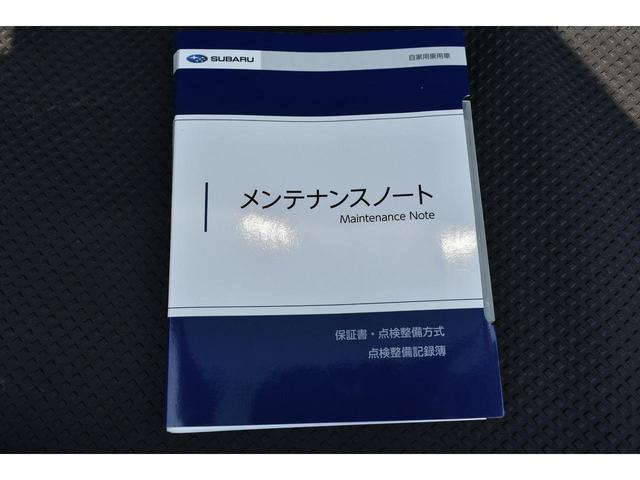 SUBARU
自家用乗用車
メンテナンスノート
Maintenance Note
保証書・点検整備方式
点検整備記録簿